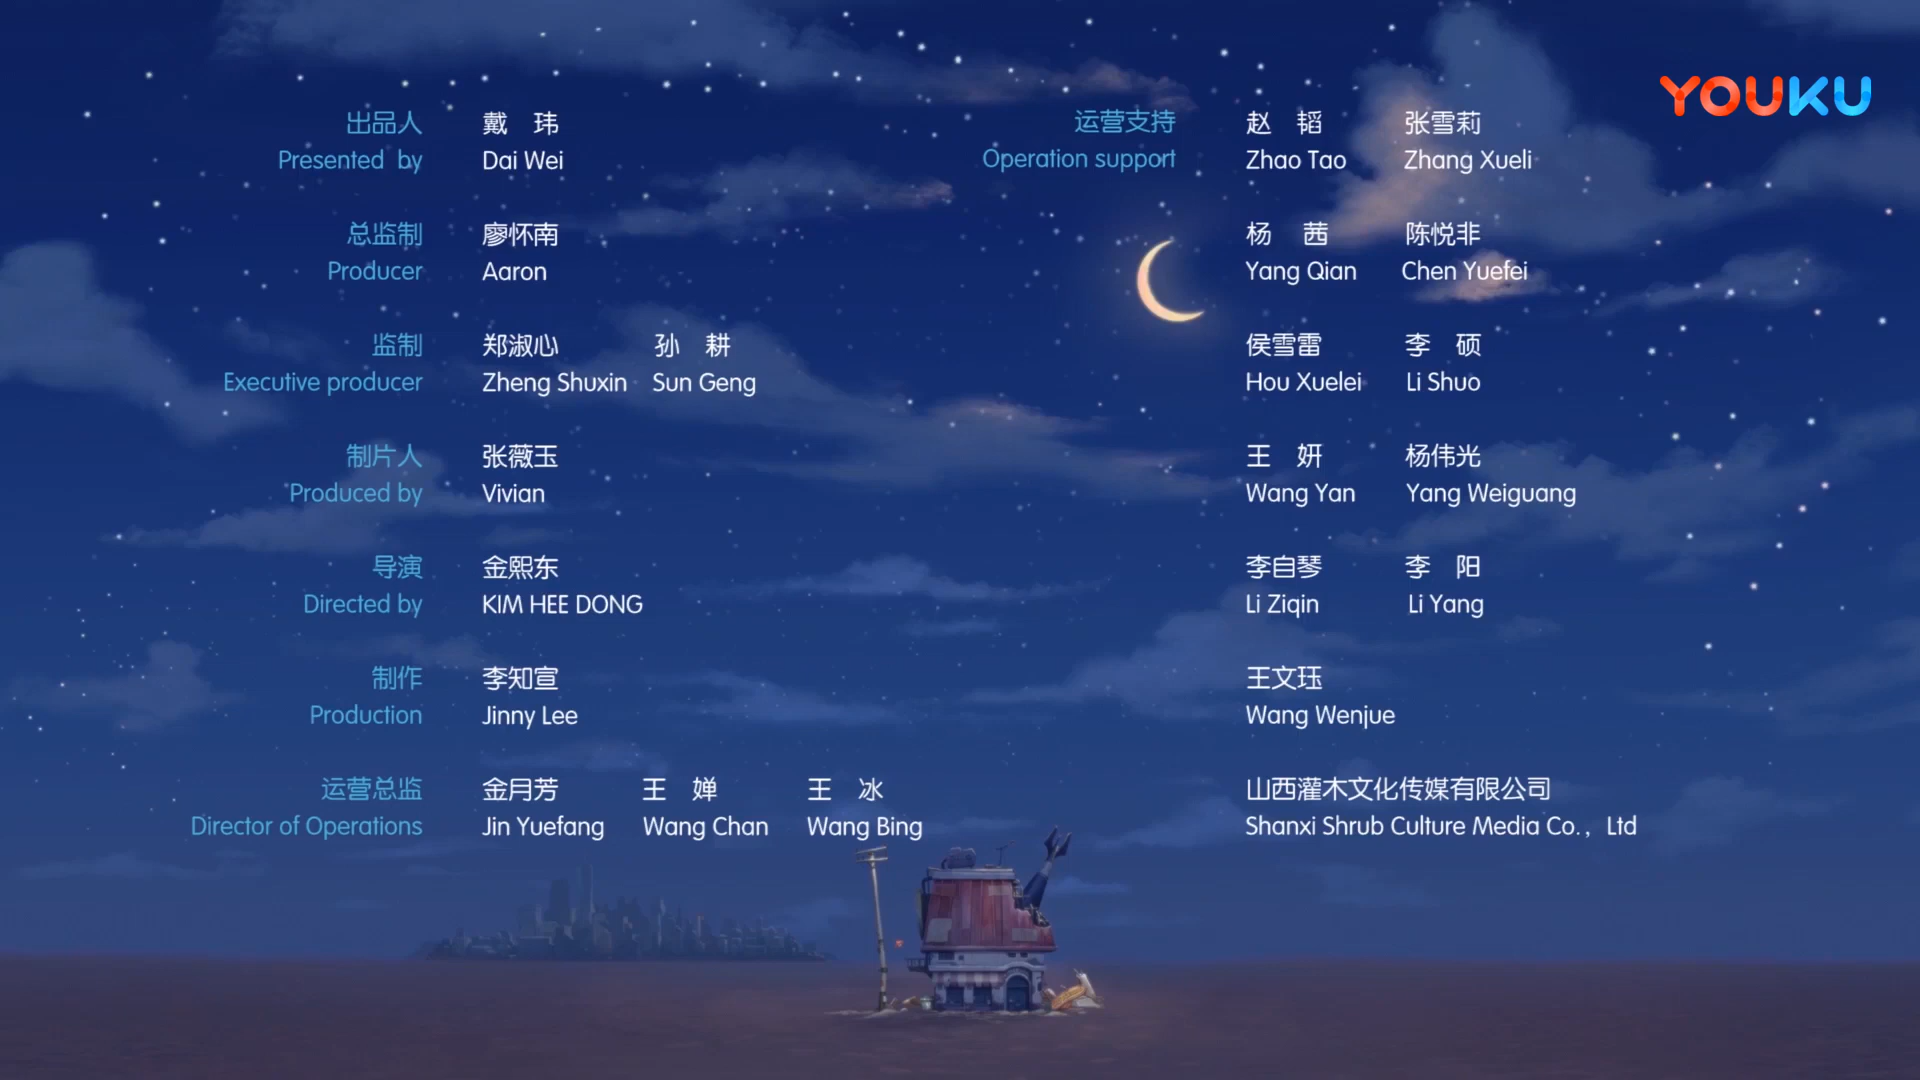 YOUKU
出品人 戴 玮
Presented by Dai Wei
总监制 廖怀南
Producer Aaron
监制 郑淑心 孙 耕
Executive producer Zheng Shuxin Sun Geng
制片人 张薇玉
Produced by Vivian
导演 金熙东
Directed by KIM HEE DONG
制作 李知宣
Production Jinny Lee
运营总监 金月芳 王 婵 王 冰
Director of Operations Jin Yuefang Wang Chan Wang Bing
运营支持 赵 韬 张雪莉
Operation support Zhao Tao Zhang Xueli
杨 茜 陈悦非
Yang Qian Chen Yuefei
侯雪雷 李 硕
Hou Xuelei Li Shuo
王 妍 杨伟光
Wang Yan Yang Weiguang
李自琴 李 阳
Li Ziqin Li Yang
王文珏
Wang Wenjue
山西灌木文化传媒有限公司
Shanxi Shrub Culture Media Co., Ltd